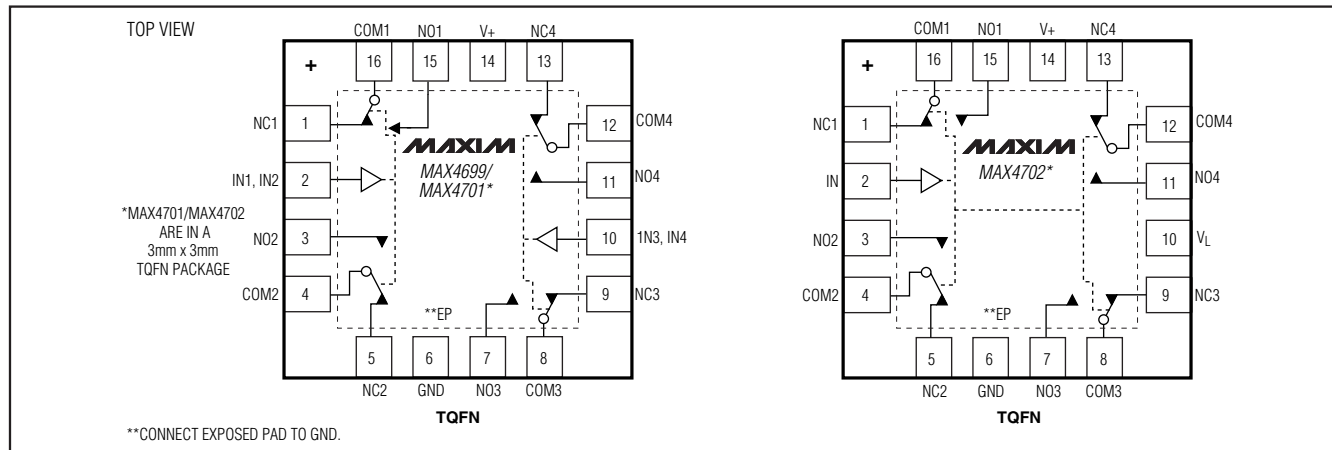 TOP VIEW
COM1 NO1 V+ NC4
16 15 14 13
+
NC1 1
12 COM4
MAXIM
MAX4699/
MAX4701*
IN1, IN2 2
11 NO4
*MAX4701/MAX4702
ARE IN A
3mm x 3mm
TQFN PACKAGE
NO2 3
10 1N3, IN4
COM2 4
9 NC3
**EP
5 6 7 8
NC2 GND NO3 COM3
TQFN
**CONNECT EXPOSED PAD TO GND.
COM1 NO1 V+ NC4
16 15 14 13
+
NC1 1
12 COM4
MAXIM
MAX4702*
IN 2
11 NO4
NO2 3
10 VL
COM2 4
9 NC3
**EP
5 6 7 8
NC2 GND NO3 COM3
TQFN